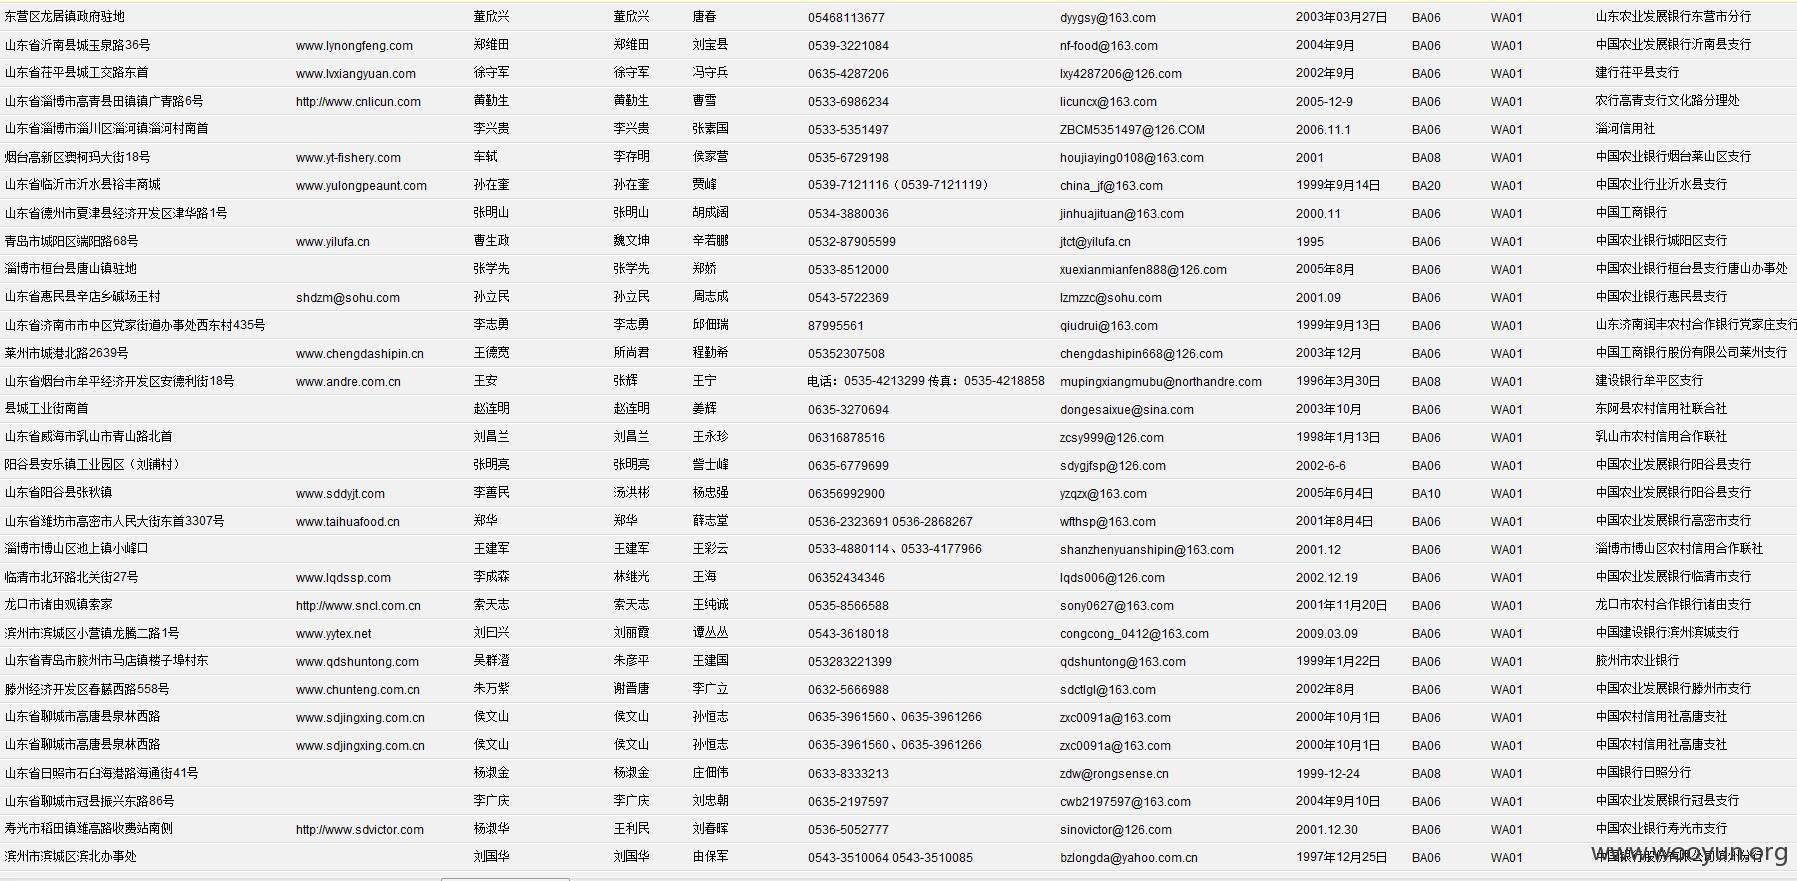 东营区龙居镇政府驻地 董欣兴 董欣兴 唐春 05468113677 dyygsy@163.com 2003年03月27日 BA06 WA01 山东农业发展银行东营市分行
山东省沂南县城玉泉路36号 www.lynongfeng.com 郑维田 郑维田 刘宝县 0539-3221084 nf-food@163.com 2004年9月 BA06 WA01 中国农业发展银行沂南县支行
山东省茌平县城工交路东首 www.lvxiangyuan.com 徐守军 徐守军 冯守兵 0635-4287206 lxy4287206@126.com 2002年9月 BA06 WA01 建行茌平县支行
山东省淄博市高青县田镇镇广青路6号 http://www.cnlicun.com 黄勤生 黄勤生 曹雪 0533-6986234 licuncx@163.com 2005-12-9 BA06 WA01 农行高青支行文化路分理处
山东省淄博市淄川区淄河镇淄河村南首 李兴贵 李兴贵 张素国 0533-5351497 ZBCM5351497@126.COM 2006.11.1 BA06 WA01 淄河信用社
烟台高新区澳柯玛大街18号 www.yt-fishery.com 车轼 李存明 侯家营 0535-6729198 houjiaying0108@163.com 2001 BA08 WA01 中国农业银行烟台莱山区支行
山东省临沂市沂水县裕丰商城 www.yulongpeaunt.com 孙在奎 孙在奎 贾峰 0539-7121116（0539-7121119） china_jf@163.com 1999年9月14日 BA20 WA01 中国农业行业沂水县支行
山东省德州市夏津县经济开发区津华路1号 张明山 张明山 胡成阔 0534-3880036 jinhuajituan@163.com 2000.11 BA06 WA01 中国工商银行
青岛市城阳区端阳路68号 www.yilufa.cn 曹生政 魏文坤 辛若鹏 0532-87905599 jtct@yilufa.cn 1995 BA06 WA01 中国农业银行城阳区支行
淄博市桓台县唐山镇驻地 张学先 张学先 郑娇 0533-8512000 xuexianmianfen888@126.com 2005年8月 BA06 WA01 中国农业银行桓台县支行唐山办事处
山东省惠民县辛店乡碱场王村 shdzm@sohu.com 孙立民 孙立民 周志成 0543-5722369 lzmzzc@sohu.com 2001.09 BA06 WA01 中国农业银行惠民县支行
山东省济南市市中区党家街道办事处西东村435号 李志勇 李志勇 邱佃瑞 87995561 qiudrui@163.com 1999年9月13日 BA06 WA01 山东济南润丰农村合作银行党家庄支行
莱州市城港北路2639号 www.chengdashipin.cn 王德宽 所尚君 程勤希 05352307508 chengdashipin668@126.com 2003年12月 BA06 WA01 中国工商银行股份有限公司莱州支行
山东省烟台市牟平经济开发区安德利街18号 www.andre.com.cn 王安 张辉 王宁 电话：0535-4213299 传真：0535-4218858 mupingxiangmubu@northandre.com 1996年3月30日 BA08 WA01 建设银行牟平区支行
县城工业街南首 赵连明 赵连明 姜辉 0635-3270694 dongesaixue@sina.com 2003年10月 BA06 WA01 东阿县农村信用社联合社
山东省威海市乳山市青山路北首 刘昌兰 刘昌兰 王永珍 06316878516 zcsy999@126.com 1998年1月13日 BA06 WA01 乳山市农村信用合作联社
阳谷县安乐镇工业园区（刘铺村） 张明亮 张明亮 訾士峰 0635-6779699 sdygjfsp@126.com 2002-6-6 BA06 WA01 中国农业发展银行阳谷县支行
山东省阳谷县张秋镇 www.sddyjt.com 李善民 汤洪彬 杨忠强 06356992900 yzqzx@163.com 2005年6月4日 BA10 WA01 中国农业发展银行阳谷县支行
山东省潍坊市高密市人民大街东首3307号 www.taihuafood.cn 郑华 郑华 薛志堂 0536-2323691 0536-2868267 wfthsp@163.com 2001年8月4日 BA06 WA01 中国农业发展银行高密市支行
淄博市博山区池上镇小峰口 王建军 王建军 王彩云 0533-4880114、0533-4177966 shanzhenyuanshipin@163.com 2001.12 BA06 WA01 淄博市博山区农村信用合作联社
临清市北环路北关街27号 www.lqdssp.com 李成森 林继光 王海 06352434346 lqds006@126.com 2002.12.19 BA06 WA01 中国农业发展银行临清市支行
龙口市诸由观镇索家 http://www.sncl.com.cn 索天志 索天志 王纯诚 0535-8566588 sony0627@163.com 2001年11月20日 BA06 WA01 龙口市农村合作银行诸由支行
滨州市滨城区小营镇龙腾二路1号 www.yytex.net 刘曰兴 刘丽霞 谭丛丛 0543-3618018 congcong_0412@163.com 2009.03.09 BA06 WA01 中国建设银行滨州滨城支行
山东省青岛市胶州市马店镇楼子埠村东 www.qdshuntong.com 吴群澄 朱彦平 王建国 053283221399 qdshuntong@163.com 1999年1月22日 BA06 WA01 胶州市农业银行
滕州经济开发区春藤西路558号 www.chunteng.com.cn 朱万紫 谢晋唐 李广立 0632-5666988 sdctlgl@163.com 2002年8月 BA06 WA01 中国农业发展银行滕州市支行
山东省聊城市高唐县泉林西路 www.sdjingxing.com.cn 侯文山 侯文山 孙恒志 0635-3961560、0635-3961266 zxc0091a@163.com 2000年10月1日 BA06 WA01 中国农村信用社高唐支社
山东省聊城市高唐县泉林西路 www.sdjingxing.com.cn 侯文山 侯文山 孙恒志 0635-3961560、0635-3961266 zxc0091a@163.com 2000年10月1日 BA06 WA01 中国农村信用社高唐支社
山东省日照市石臼海港路海通街41号 杨淑金 杨淑金 庄佃伟 0633-8333213 zdw@rongsense.cn 1999-12-24 BA08 WA01 中国银行日照分行
山东省聊城市冠县振兴东路86号 李广庆 李广庆 刘忠朝 0635-2197597 cwb2197597@163.com 2004年9月10日 BA06 WA01 中国农业发展银行冠县支行
寿光市稻田镇潍高路收费站南侧 http://www.sdvictor.com 杨淑华 王利民 刘春晖 0536-5052777 sinovictor@126.com 2001.12.30 BA06 WA01 中国农业银行寿光市支行
滨州市滨城区滨北办事处 刘国华 刘国华 由保军 0543-3510064 0543-3510085 bzlongda@yahoo.com.cn 1997年12月25日 BA06 WA01 中国银行股份有限公司滨州分行
www.wooyun.org